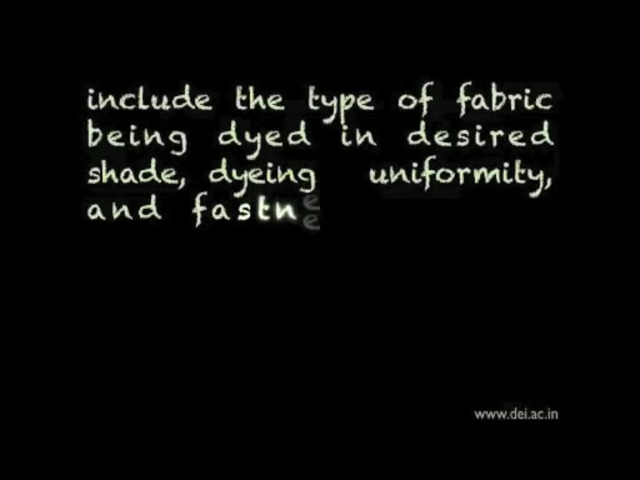 include the type of fabric
being dyed in desired
shade, dyeing uniformity,
and fastn
www.dei.ac.in